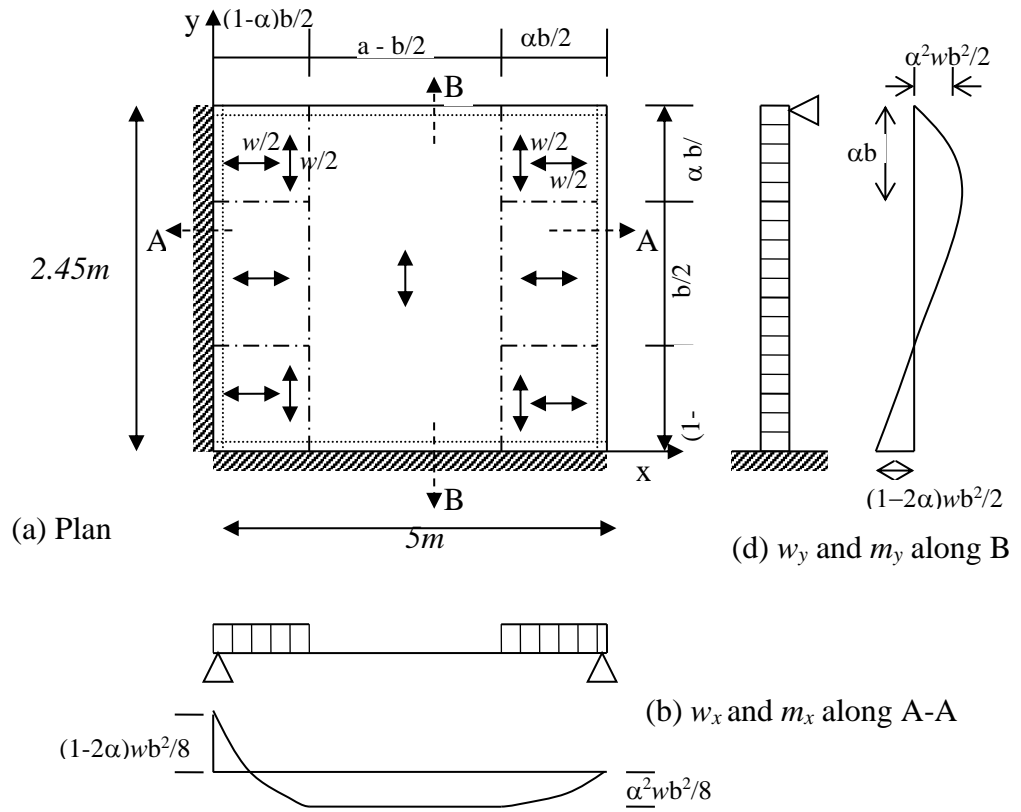 y
(1-α)b/2
a - b/2
αb/2
α²wb²/2
B
w/2
w/2
w/2
w/2
α b/
αb
A
A
2.45m
b/2
(1-
x
B
(1−2α)wb²/2
(a) Plan
5m
(d) wy and my along B
(b) wx and mx along A-A
(1-2α)wb²/8
α²wb²/8